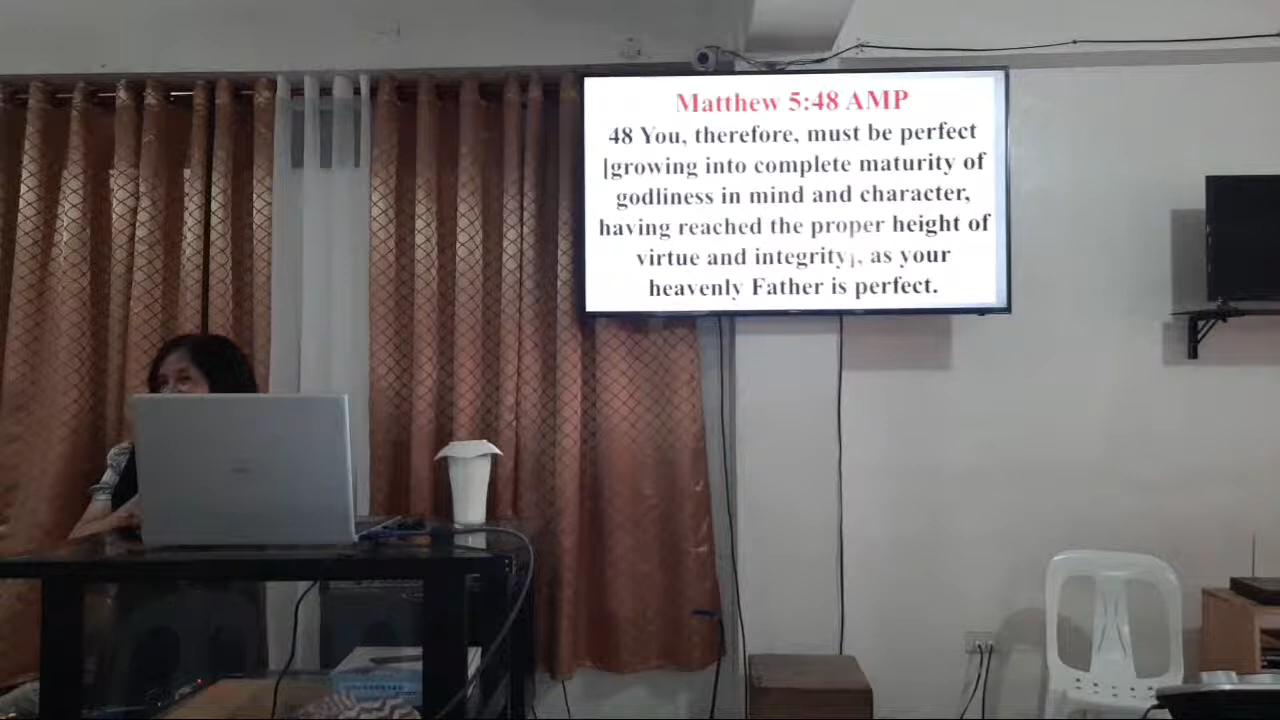 Matthew 5:48 AMP
48 You, therefore, must be perfect
[growing into complete maturity of
godliness in mind and character,
having reached the proper height of
virtue and integrity], as your
heavenly Father is perfect.